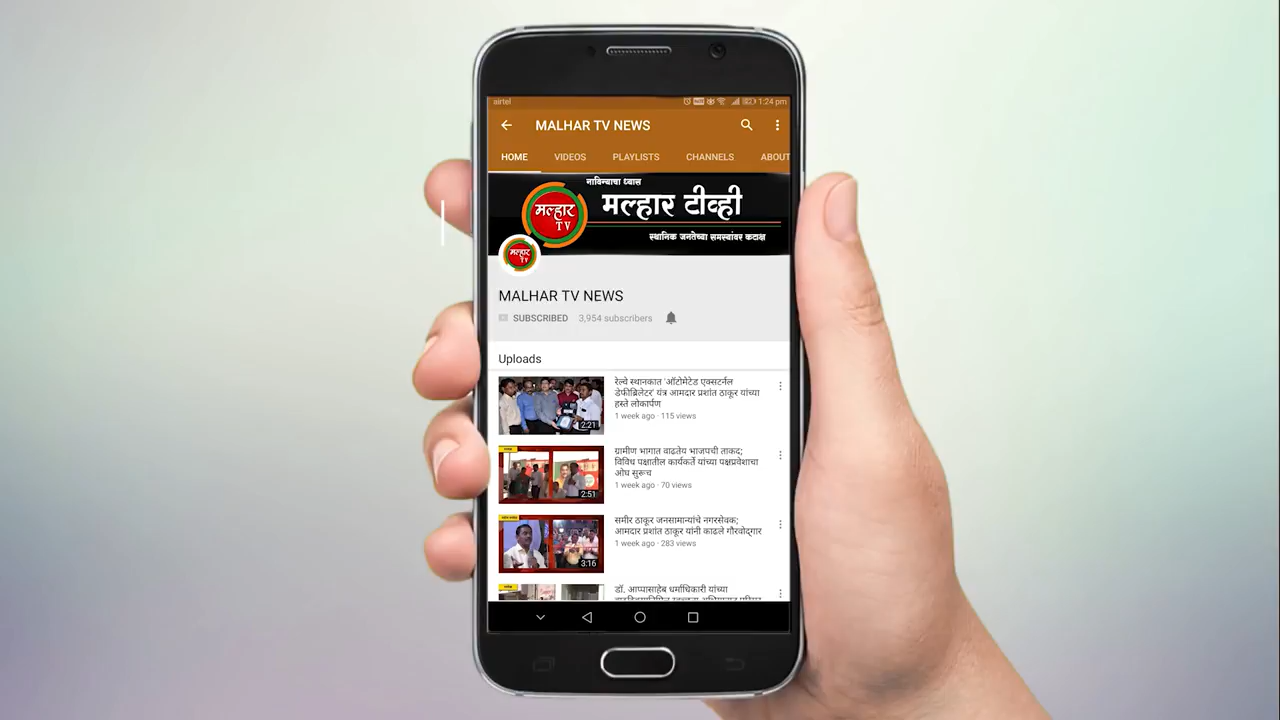 airtel
1:24 pm
MALHAR TV NEWS
HOME VIDEOS PLAYLISTS CHANNELS ABOUT
नाविन्याचा ध्यास
मल्हार टीव्ही
स्थानिक जनतेच्या समस्यांवर कटाक्ष
मल्हार
TV
मल्हार
TV
MALHAR TV NEWS
SUBSCRIBED 3,954 subscribers
Uploads
रेल्वे स्थानकात 'ऑटोमेटेड एक्सटर्नल
डेफीब्रिलेटर' यंत्र आमदार प्रशांत ठाकूर यांच्या
हस्ते लोकार्पण
1 week ago · 115 views
2:21
ग्रामीण भागात वाढतेय भाजपची ताकद;
विविध पक्षातील कार्यकर्ते यांच्या पक्षप्रवेशाचा
ओघ सुरूच
1 week ago · 70 views
2:51
समीर ठाकूर जनसामान्यांचे नगरसेवक;
आमदार प्रशांत ठाकूर यांनी काढले गौरवोद्गार
1 week ago · 283 views
3:16
डॉ. आप्पासाहेब धर्माधिकारी यांच्या